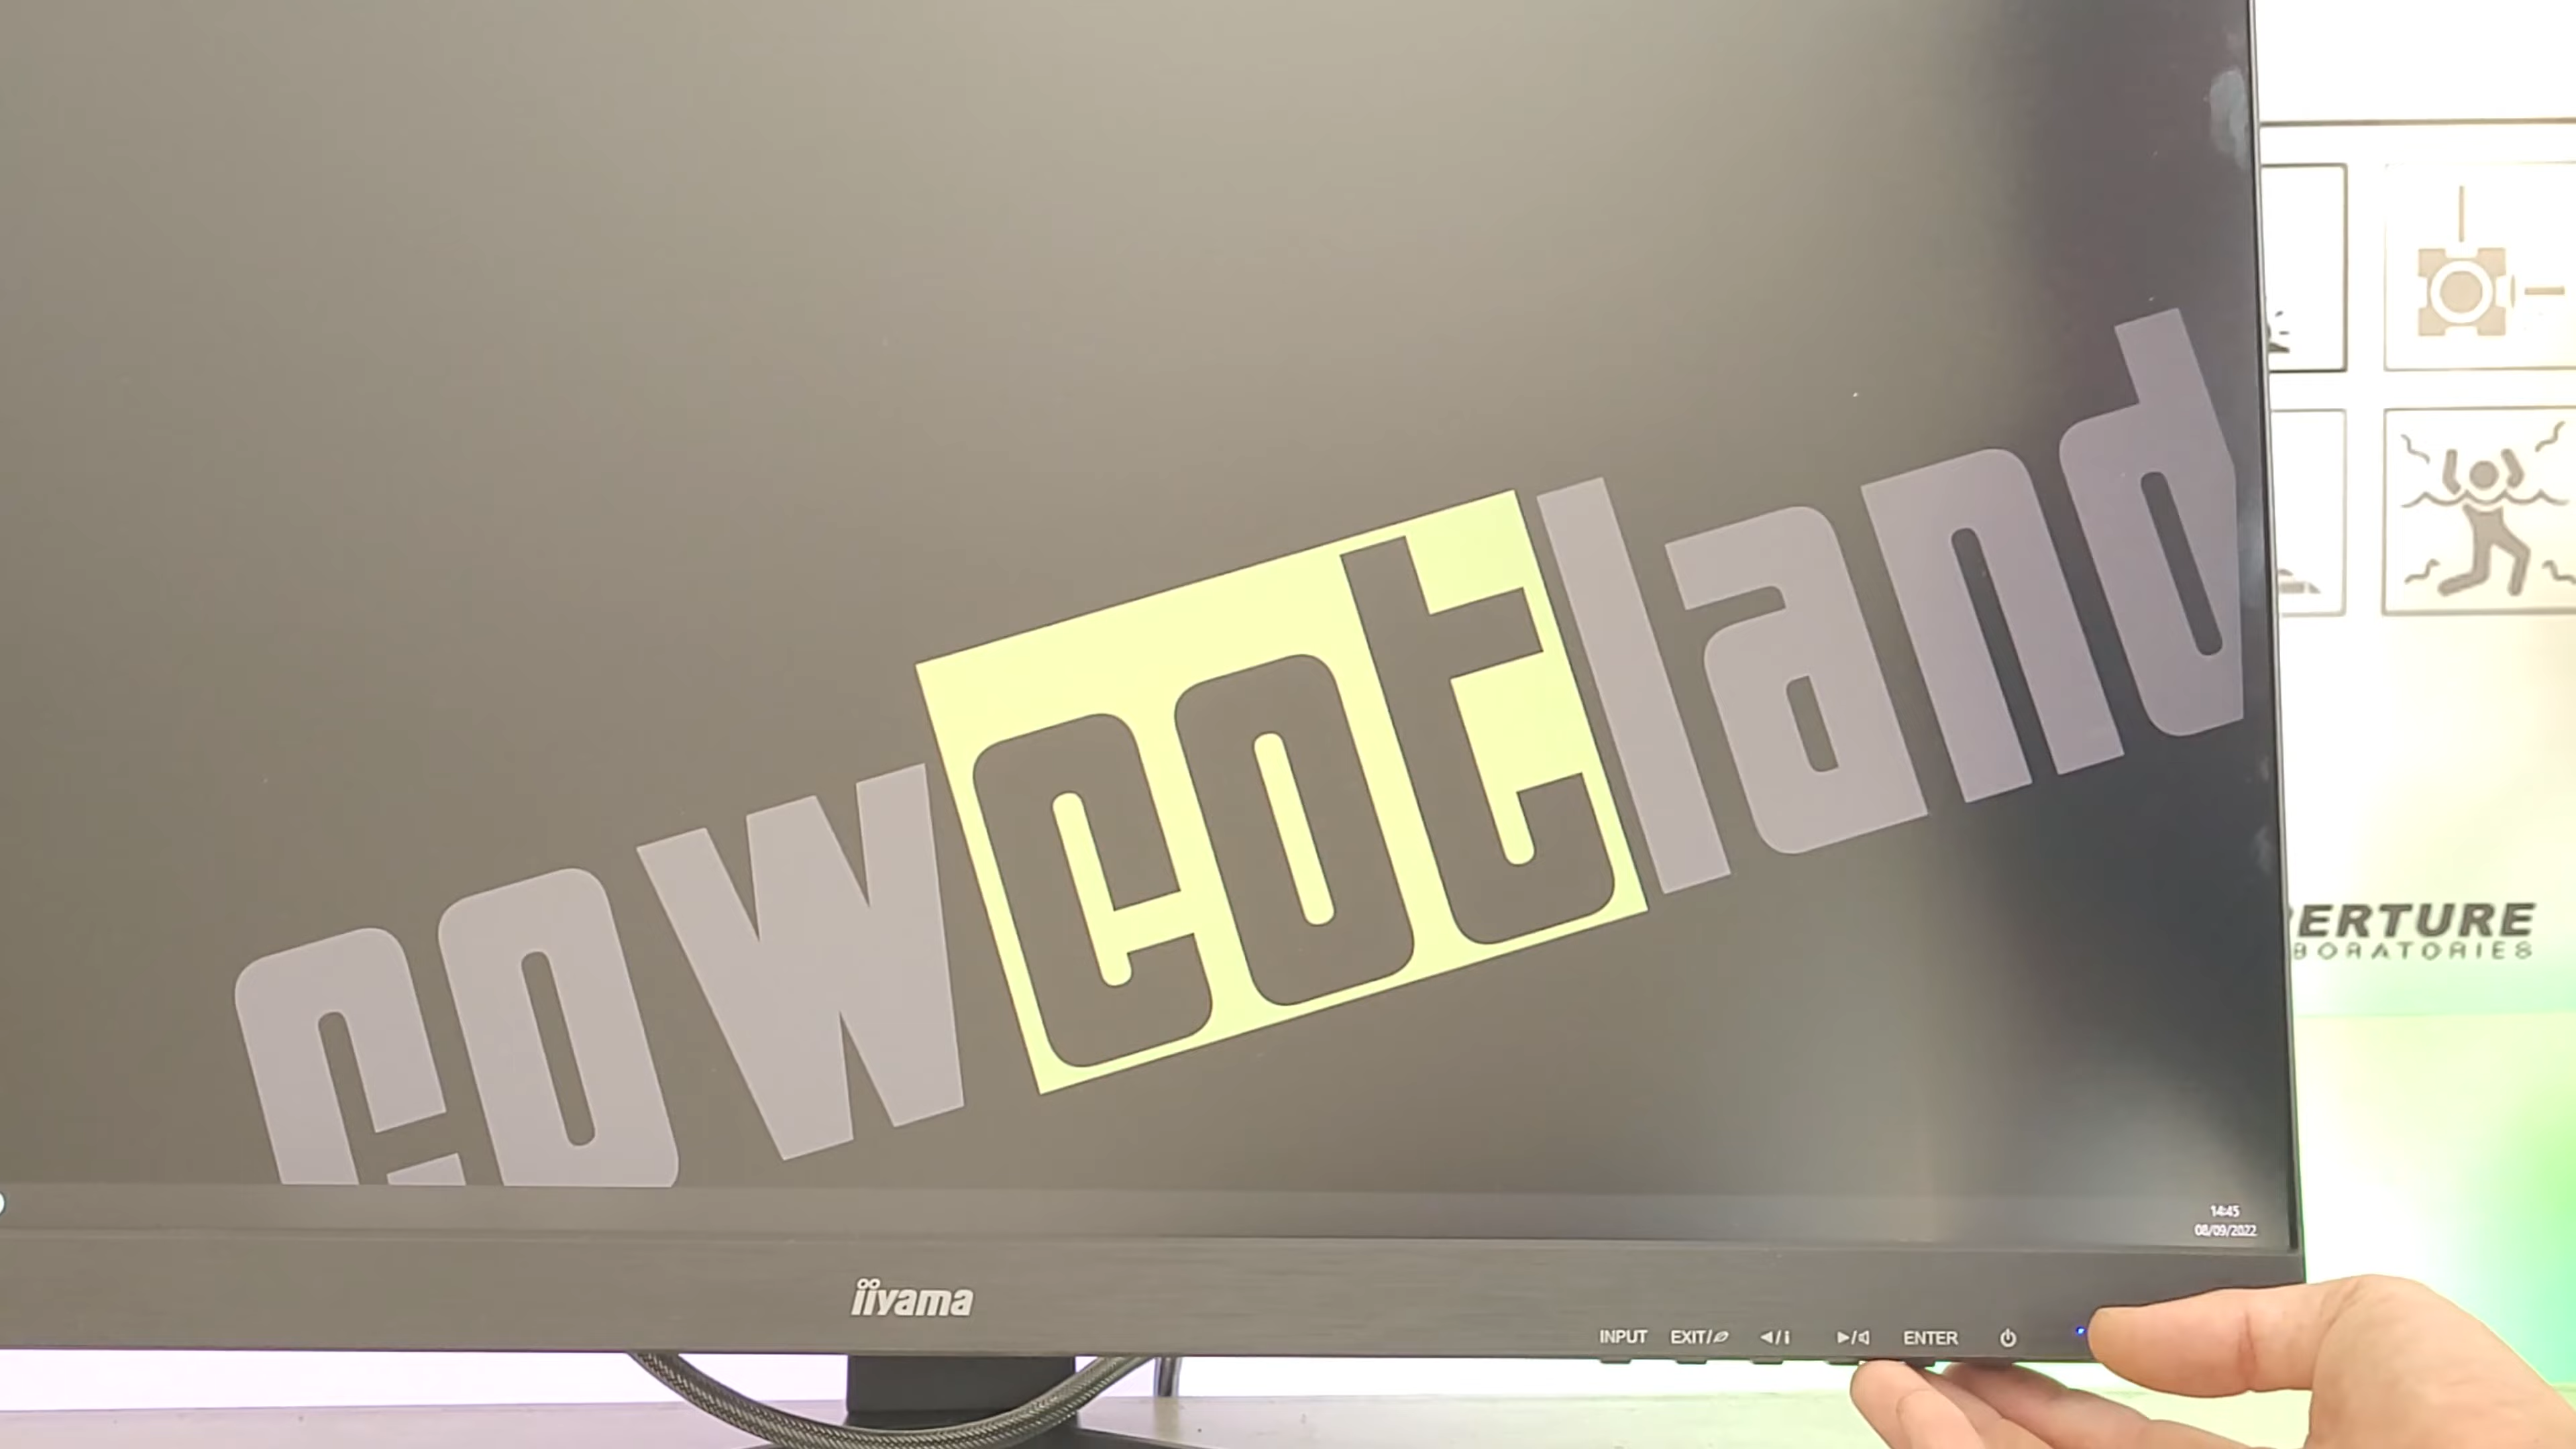 cowcotland
ERTURE
BORATORIES
14:45
08/09/2022
iiyama
INPUT EXIT/ ◀/i ▶/ ENTER